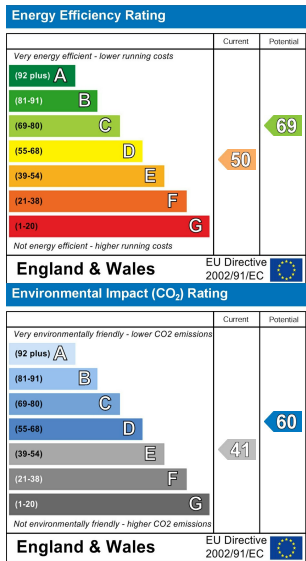 Energy Efficiency Rating
Current Potential
Very energy efficient - lower running costs
(92 plus) A
(81-91) B
(69-80) C
69
(55-68) D
50
(39-54) E
(21-38) F
(1-20) G
Not energy efficient - higher running costs
England & Wales
EU Directive
2002/91/EC
Environmental Impact (CO₂) Rating
Current Potential
Very environmentally friendly - lower CO2 emissions
(92 plus) A
(81-91) B
(69-80) C
(55-68) D
60
(39-54) E
41
(21-38) F
(1-20) G
Not environmentally friendly - higher CO2 emissions
England & Wales
EU Directive
2002/91/EC